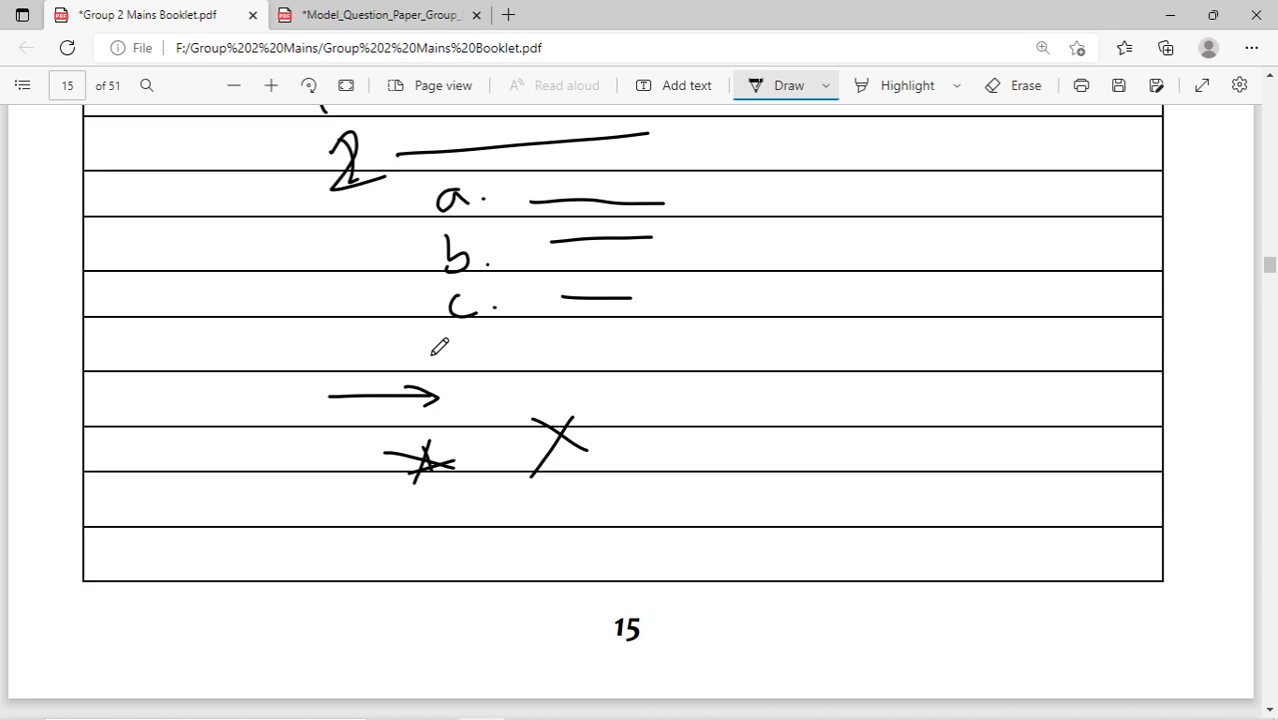 *Group 2 Mains Booklet.pdf
*Model_Question_Paper_Group_
File F:/Group%202%20Mains/Group%202%20Mains%20Booklet.pdf
15 of 51 Page view Read aloud Add text Draw Highlight Erase
2
a.
b.
c.
15